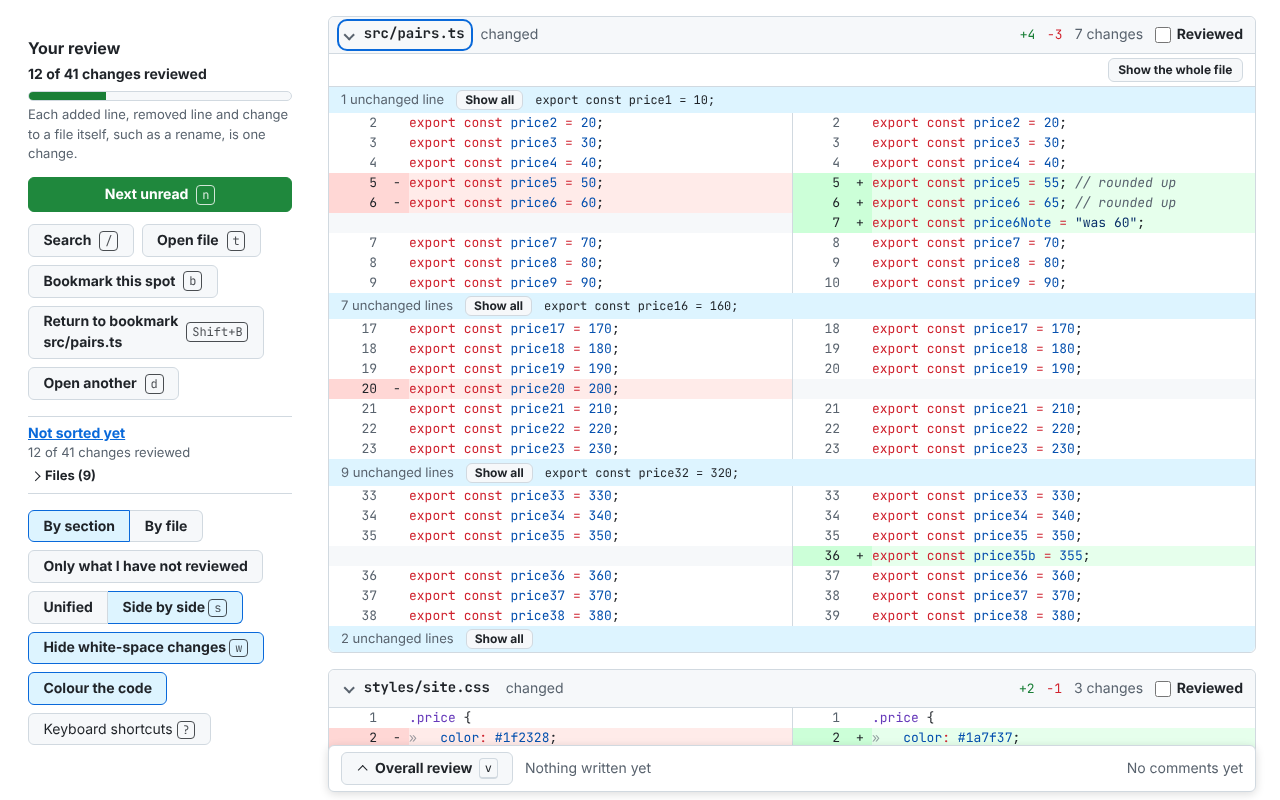 Your review
12 of 41 changes reviewed
Each added line, removed line and change
to a file itself, such as a rename, is one
change.
Next unread n
Search / Open file t
Bookmark this spot b
Return to bookmark
src/pairs.ts Shift+B
Open another d
Not sorted yet
12 of 41 changes reviewed
Files (9)
By section By file
Only what I have not reviewed
Unified Side by side s
Hide white-space changes w
Colour the code
Keyboard shortcuts ?
src/pairs.ts changed +4 -3 7 changes Reviewed
Show the whole file
1 unchanged line Show all export const price1 = 10;
2 export const price2 = 20; 2 export const price2 = 20;
3 export const price3 = 30; 3 export const price3 = 30;
4 export const price4 = 40; 4 export const price4 = 40;
5 - export const price5 = 50; 5 + export const price5 = 55; // rounded up
6 - export const price6 = 60; 6 + export const price6 = 65; // rounded up
7 + export const price6Note = "was 60";
7 export const price7 = 70; 8 export const price7 = 70;
8 export const price8 = 80; 9 export const price8 = 80;
9 export const price9 = 90; 10 export const price9 = 90;
7 unchanged lines Show all export const price16 = 160;
17 export const price17 = 170; 18 export const price17 = 170;
18 export const price18 = 180; 19 export const price18 = 180;
19 export const price19 = 190; 20 export const price19 = 190;
20 - export const price20 = 200;
21 export const price21 = 210; 21 export const price21 = 210;
22 export const price22 = 220; 22 export const price22 = 220;
23 export const price23 = 230; 23 export const price23 = 230;
9 unchanged lines Show all export const price32 = 320;
33 export const price33 = 330; 33 export const price33 = 330;
34 export const price34 = 340; 34 export const price34 = 340;
35 export const price35 = 350; 35 export const price35 = 350;
36 + export const price35b = 355;
36 export const price36 = 360; 37 export const price36 = 360;
37 export const price37 = 370; 38 export const price37 = 370;
38 export const price38 = 380; 39 export const price38 = 380;
2 unchanged lines Show all
styles/site.css changed +2 -1 3 changes Reviewed
1 .price { 1 .price {
2 - » color: #1f2328; 2 + » color: #1a7f37;
Overall review v Nothing written yet No comments yet